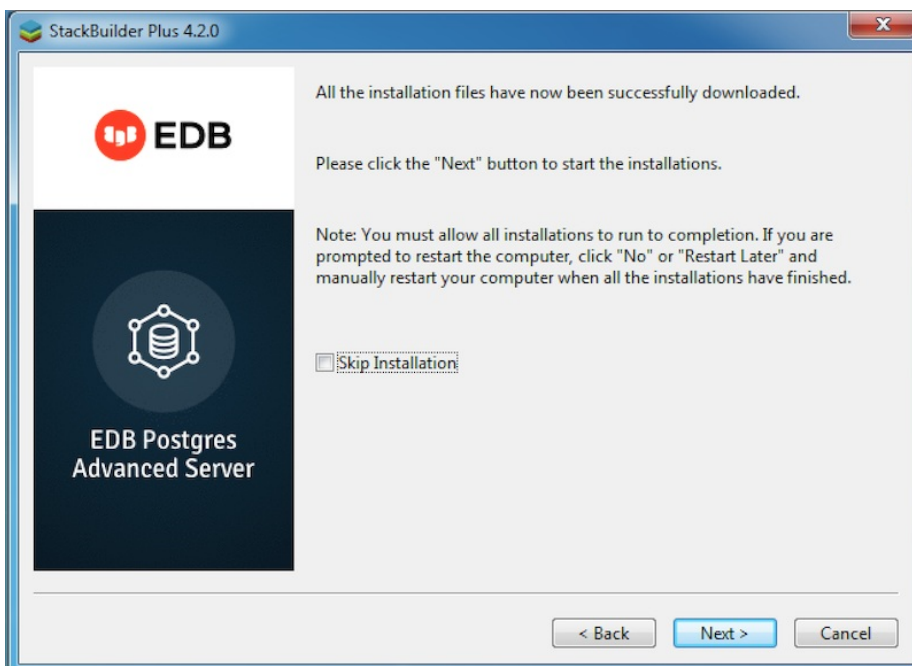 StackBuilder Plus 4.2.0
EDB
All the installation files have now been successfully downloaded.
Please click the "Next" button to start the installations.
Note: You must allow all installations to run to completion. If you are
prompted to restart the computer, click "No" or "Restart Later" and
manually restart your computer when all the installations have finished.
Skip Installation
EDB Postgres
Advanced Server
< Back
Next >
Cancel